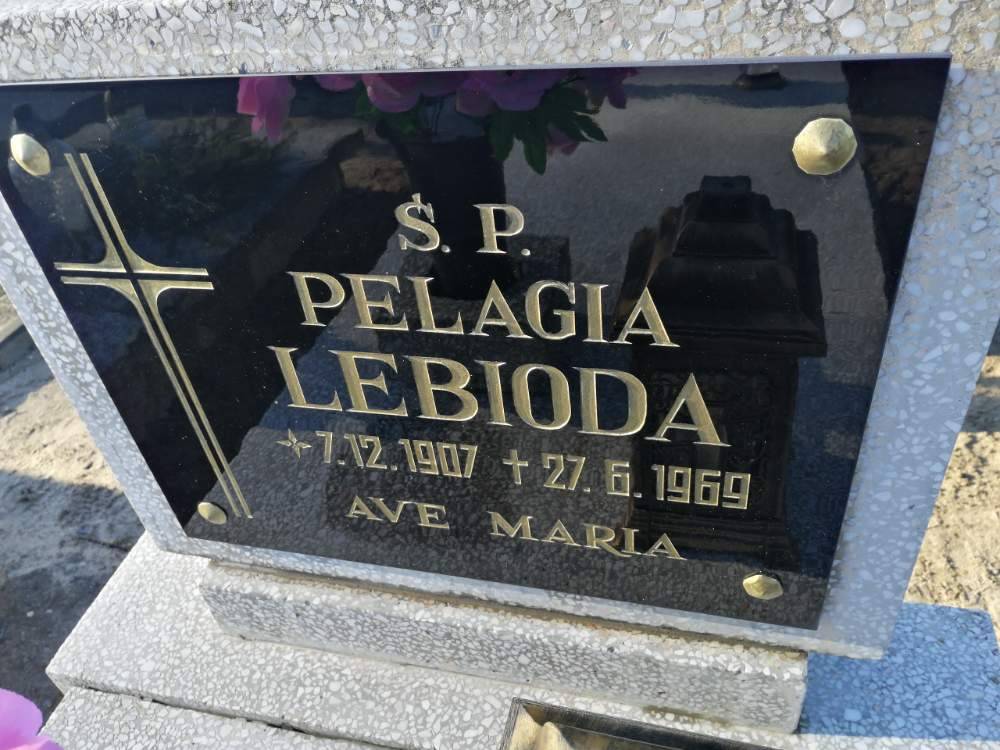 Ś. P.
PELAGIA
LEBIODA
7.12.1907 † 27.6.1969
AVE MARIA